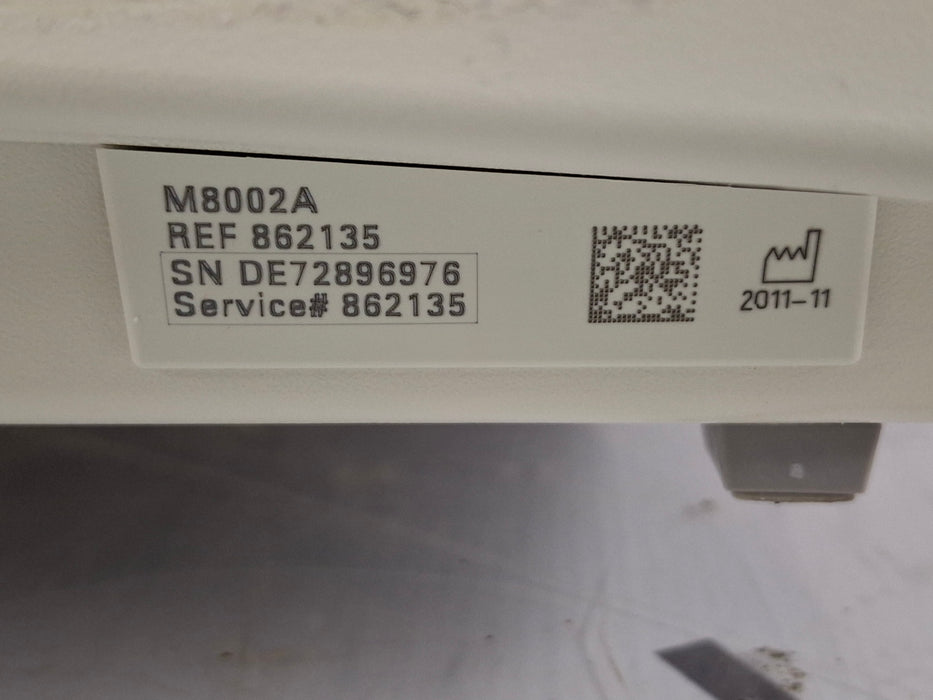 M8002A
REF 862135
SN DE72896976
Service# 862135
2011-11